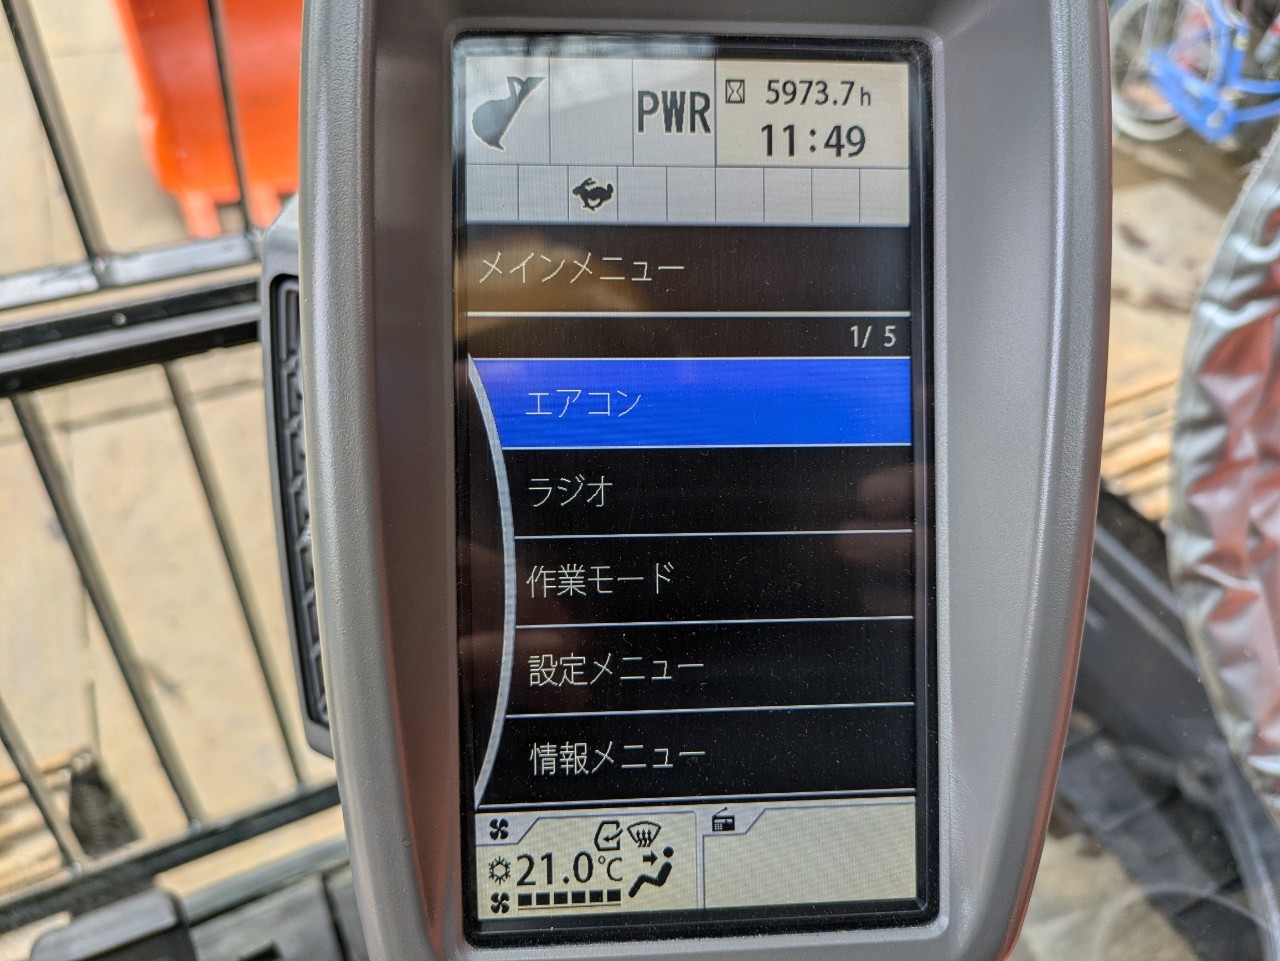 PWR
5973.7h
11:49
メインメニュー
1/ 5
エアコン
ラジオ
作業モード
設定メニュー
情報メニュー
21.0℃